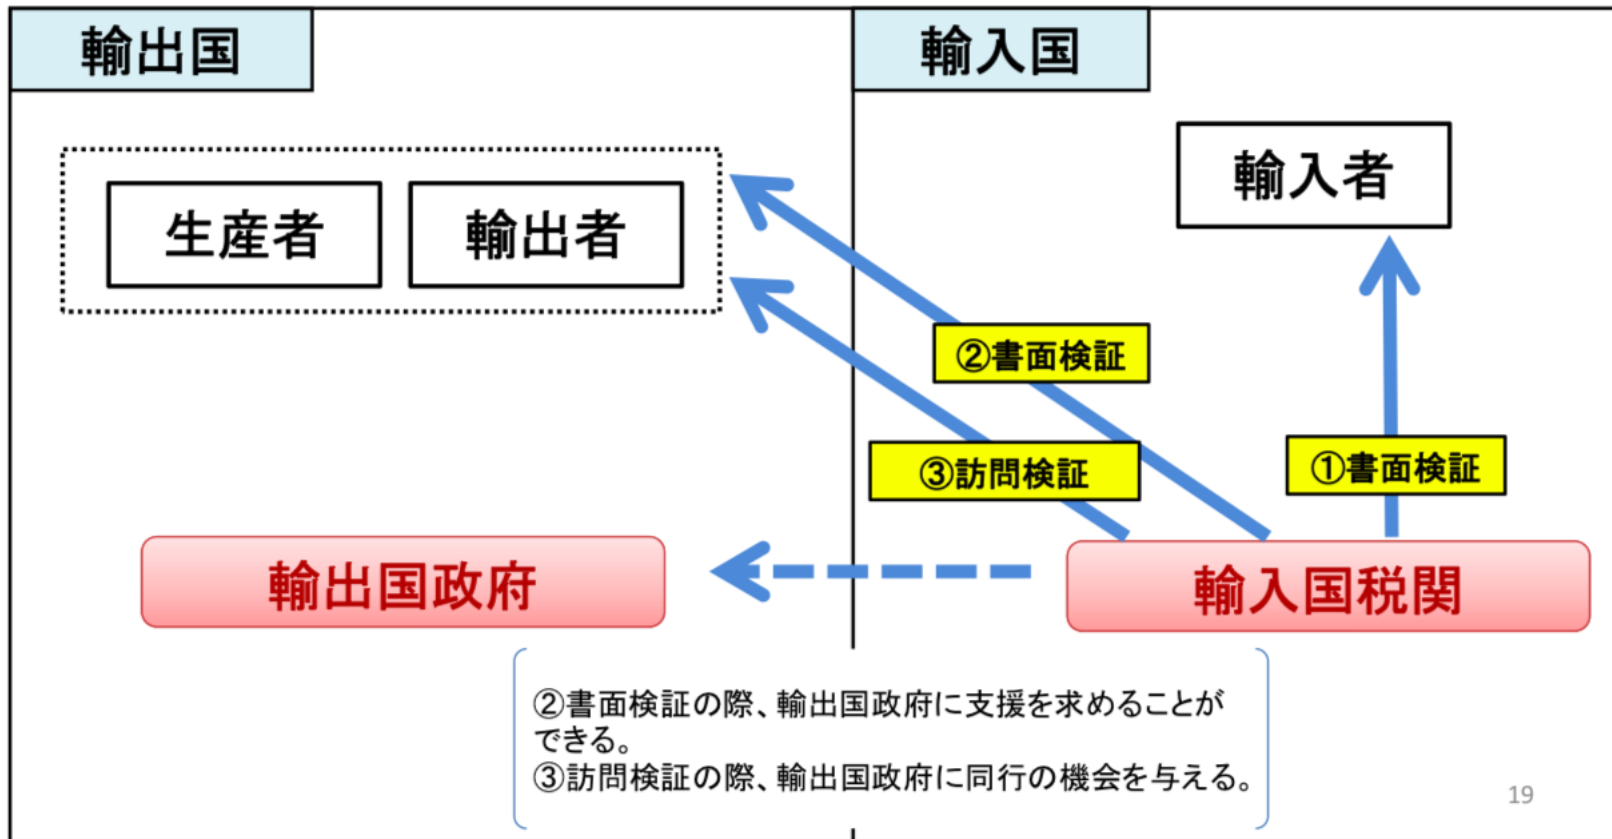 輸出国
輸入国
輸入者
生産者
輸出者
②書面検証
③訪問検証
①書面検証
輸出国政府
輸入国税関
②書面検証の際、輸出国政府に支援を求めることが
できる。
③訪問検証の際、輸出国政府に同行の機会を与える。
19